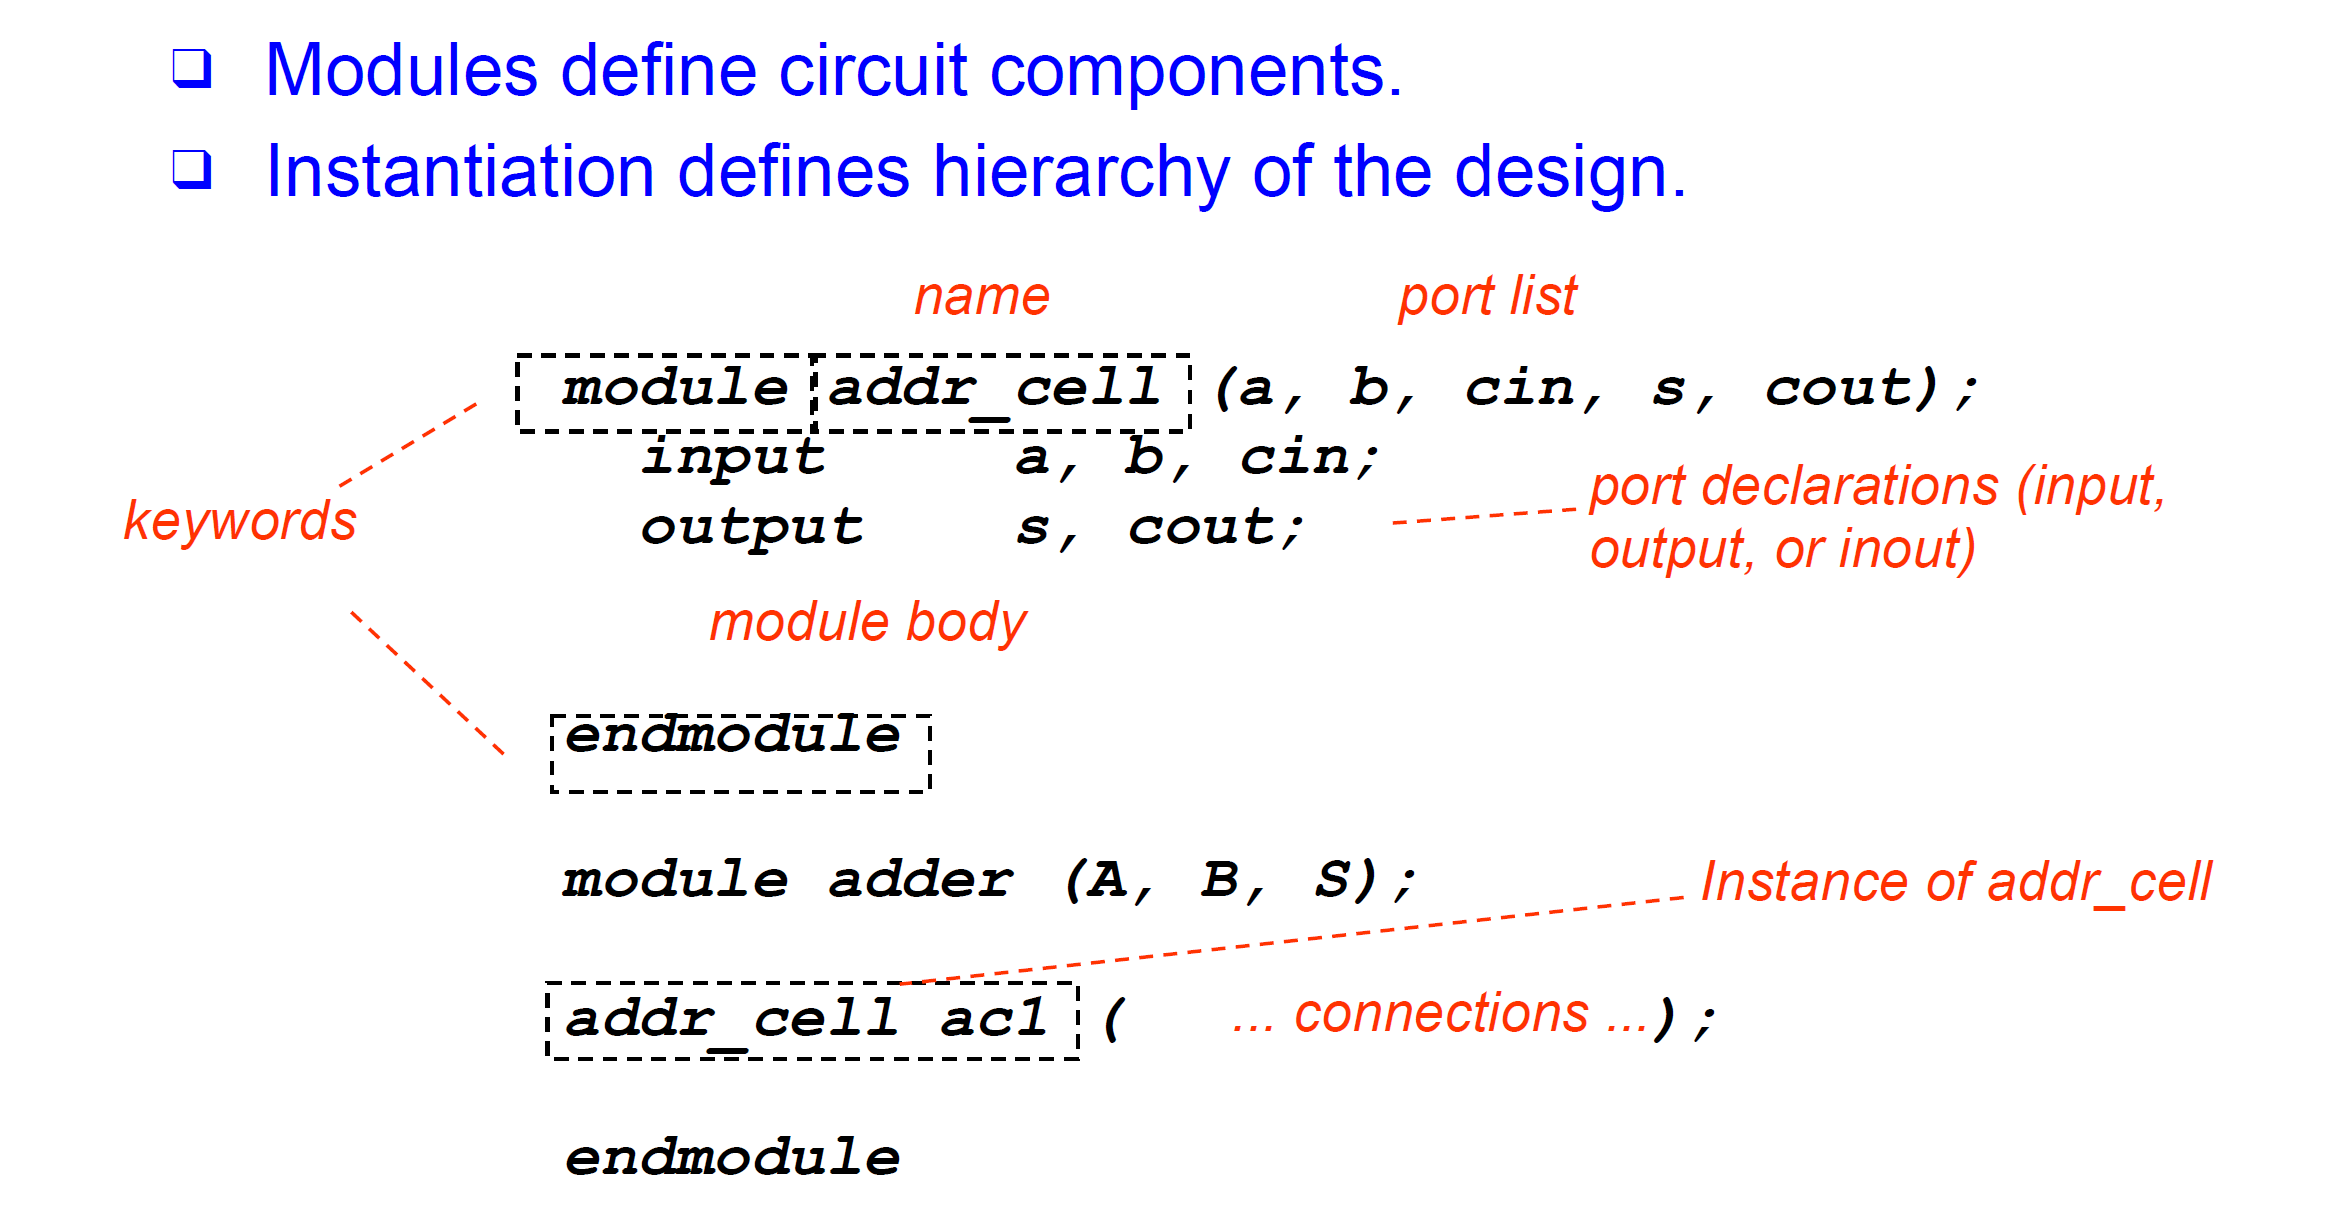 ❑ Modules define circuit components.
❑ Instantiation defines hierarchy of the design.
name port list
module addr_cell (a, b, cin, s, cout);
input a, b, cin;
output s, cout;
keywords
port declarations (input,
output, or inout)
module body
endmodule
module adder (A, B, S);
Instance of addr_cell
addr_cell ac1 ( ... connections ...);
endmodule